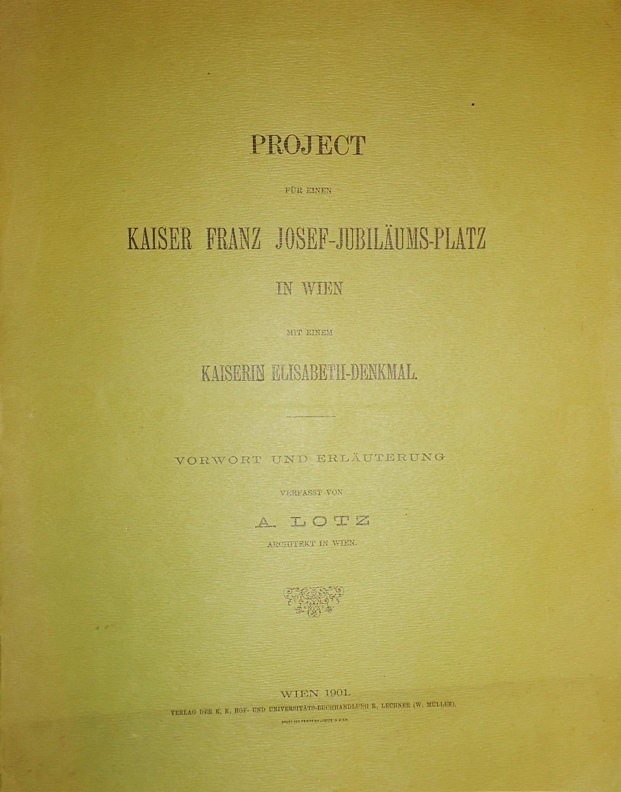 PROJECT
FÜR EINEN
KAISER FRANZ JOSEF-JUBILÄUMS-PLATZ
IN WIEN
MIT EINEM
KAISERIN ELISABETH-DENKMAL.
VORWORT UND ERLÄUTERUNG
VERFASST VON
A. LOTZ
ARCHITEKT IN WIEN.
WIEN 1901.
VERLAG DER K. K. HOF- UND UNIVERSITÄTS-BUCHHANDLUNG R. LECHNER (W. MÜLLER).